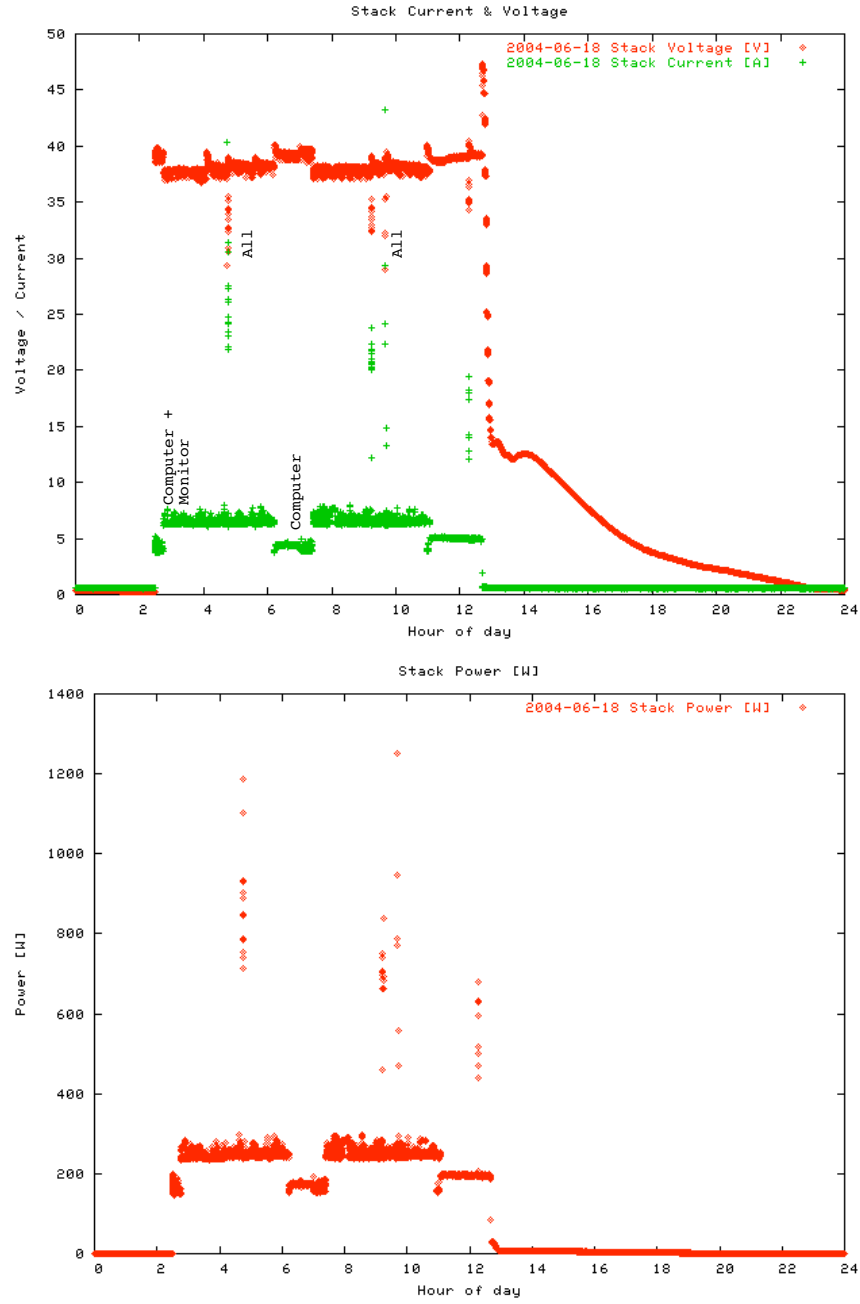 Stack Current & Voltage
50
45
40
35
30
25
20
15
10
5
0
Voltage / Current
2004-06-18 Stack Voltage [V]
2004-06-18 Stack Current [A]
All
All
Computer +
Monitor
Computer
0 2 4 6 8 10 12 14 16 18 20 22 24
Hour of day
Stack Power [W]
1400
1200
1000
800
600
400
200
0
Power [W]
2004-06-18 Stack Power [W]
0 2 4 6 8 10 12 14 16 18 20 22 24
Hour of day